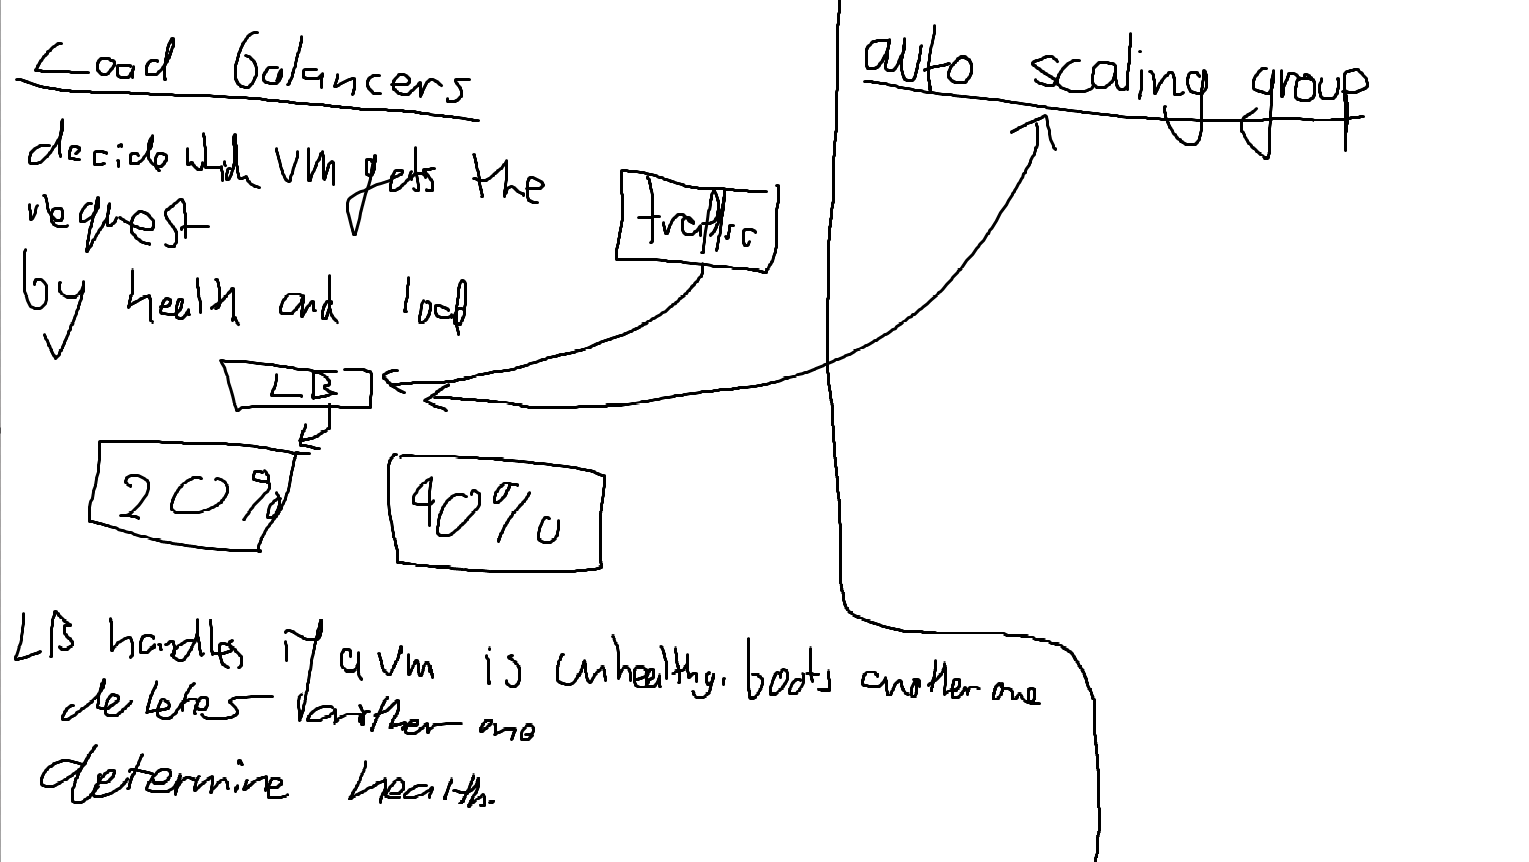 Load balancers
decide which VM gets the
request
by health and load
traffic
LB
20%
40%
LB handles if a vm is unhealthy. boots another one
deletes another one
determine health.
auto scaling group